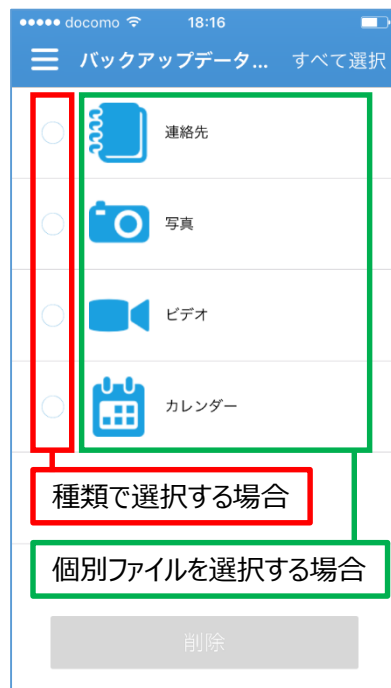 docomo 18:16
バックアップデータ... すべて選択
連絡先
写真
ビデオ
カレンダー
種類で選択する場合
個別ファイルを選択する場合
削除